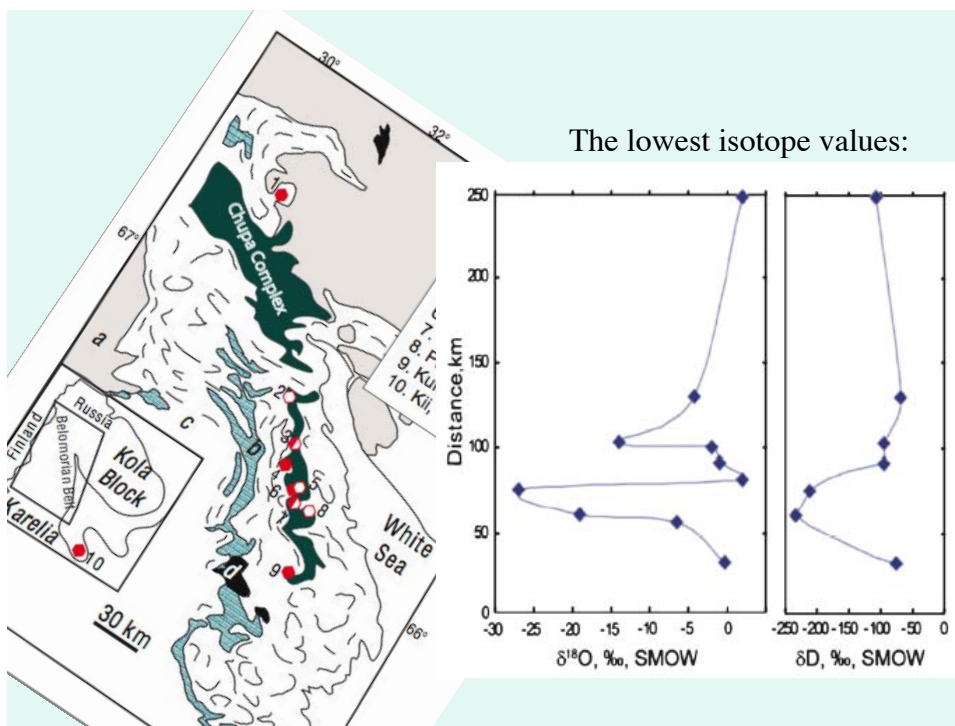 The lowest isotope values:
30°
32°
67°
66°
1
Chupa Complex
7.
8.
9. Kur
10. Kii,
a
b
c
d
2
3
4
5
6
7
8
9
Finland
Russia
Belomorian Belt
Kola
Block
Karelia
10
White
Sea
30 km
Distance,km
250
200
150
100
50
0
-30 -25 -20 -15 -10 -5 0
δ¹⁸O, ‰, SMOW
-250 -200 -150 -100 -50 0
δD, ‰, SMOW